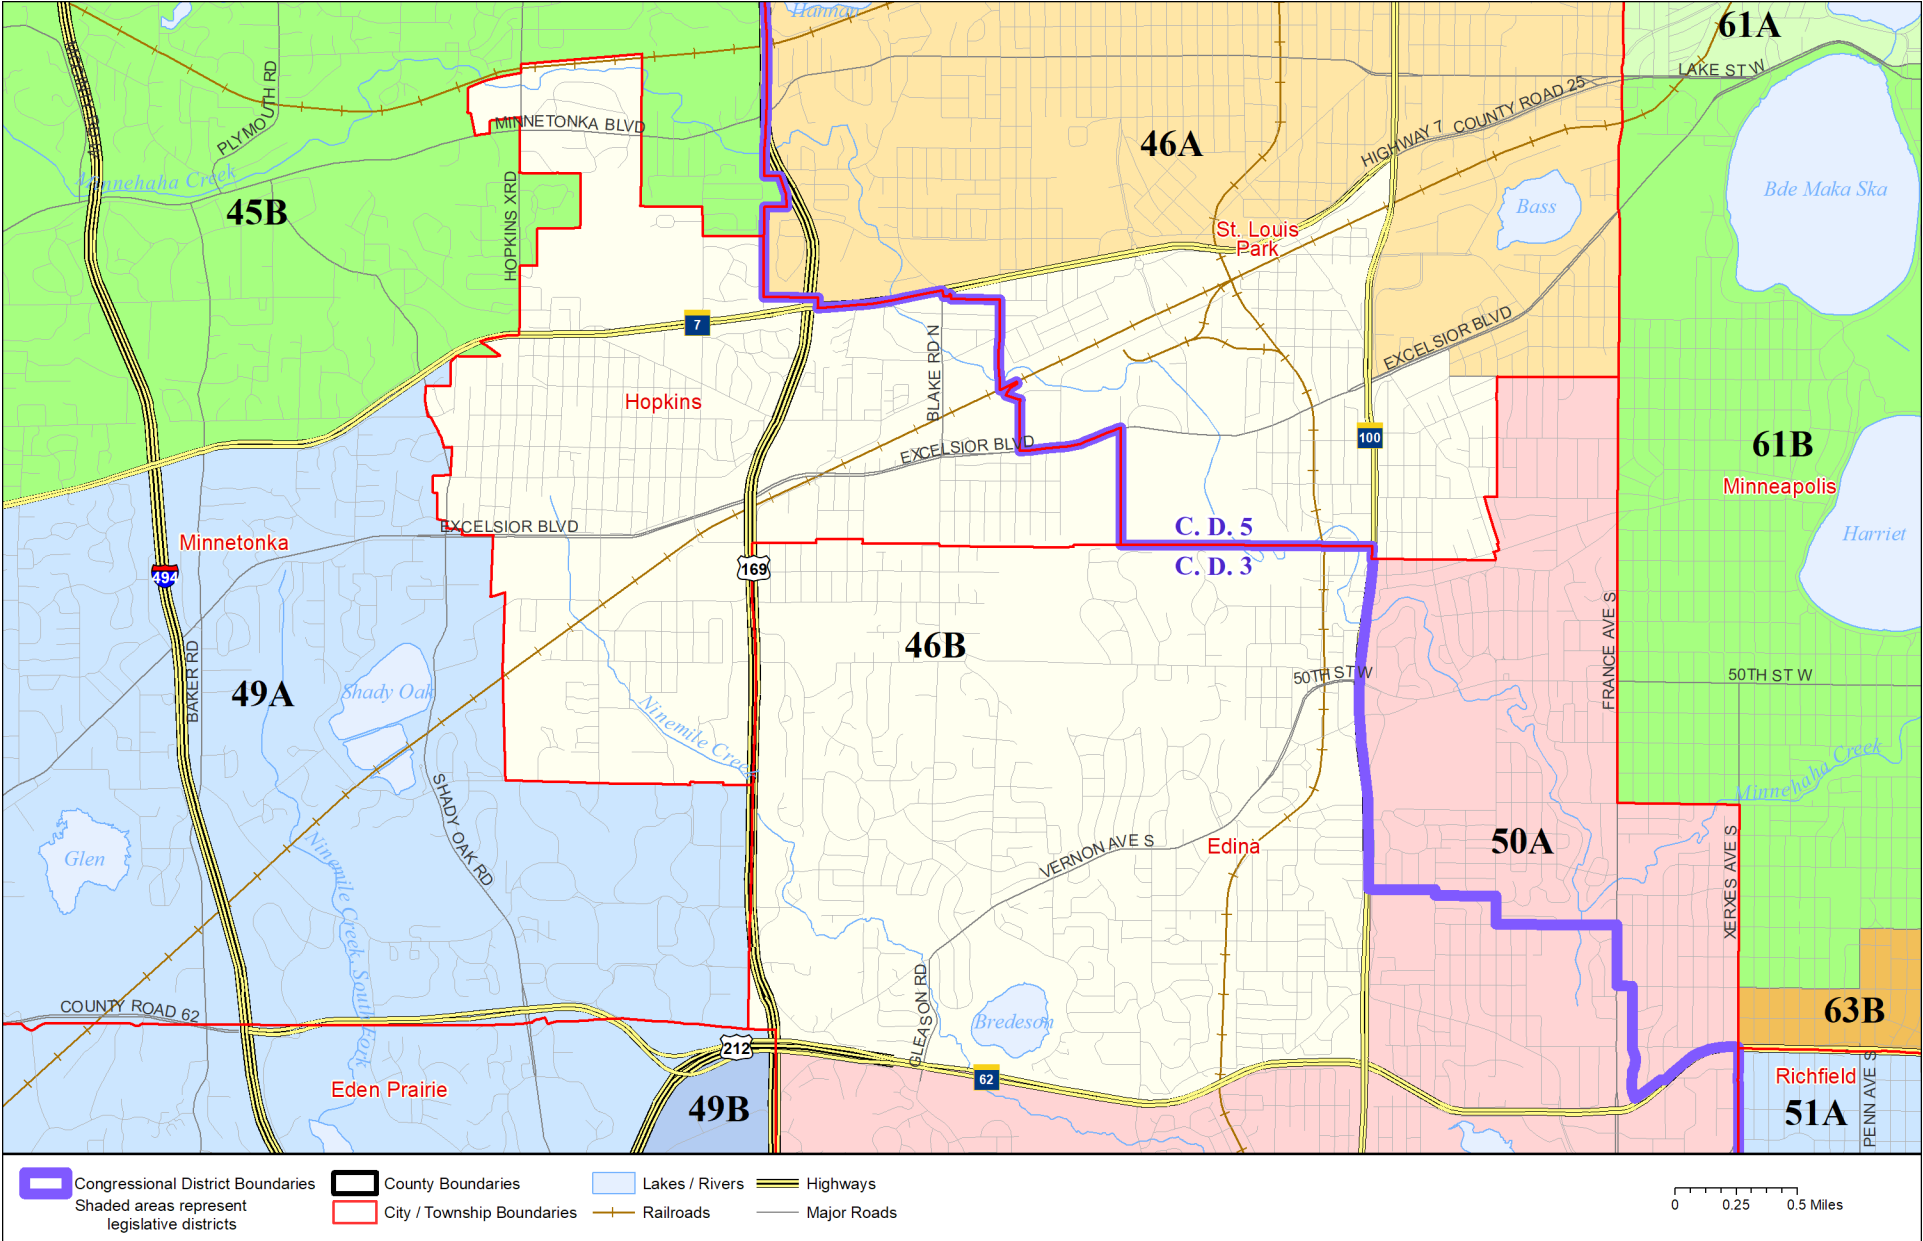 Hannan
61A
LAKE ST W
PLYMOUTH RD
COUNTY ROAD 25
HIGHWAY 7
MINNETONKA BLVD
46A
Minnehaha Creek
Bde Maka Ska
45B
HOPKINS XRD
Bass
St. Louis
Park
7
EXCELSIOR BLVD
BLAKE RD N
Hopkins
100
EXCELSIOR BLVD
61B
Minneapolis
EXCELSIOR BLVD
C. D. 5
C. D. 3
Harriet
Minnetonka
494
169
FRANCE AVE S
46B
BAKER RD
49A
Shady Oak
50TH ST W
50TH ST W
Ninemile Creek
Minnehaha Creek
SHADY OAK RD
Glen
VERNON AVE S
Edina
50A
XERXES AVE S
Ninemile Creek, South Fork
COUNTY ROAD 62
GLEASON RD
Bredeson
63B
212
62
Eden Prairie
49B
Richfield
51A
PENN AVE S
Congressional District Boundaries
Shaded areas represent
legislative districts
County Boundaries
City / Township Boundaries
Lakes / Rivers
Railroads
Highways
Major Roads
0 0.25 0.5 Miles